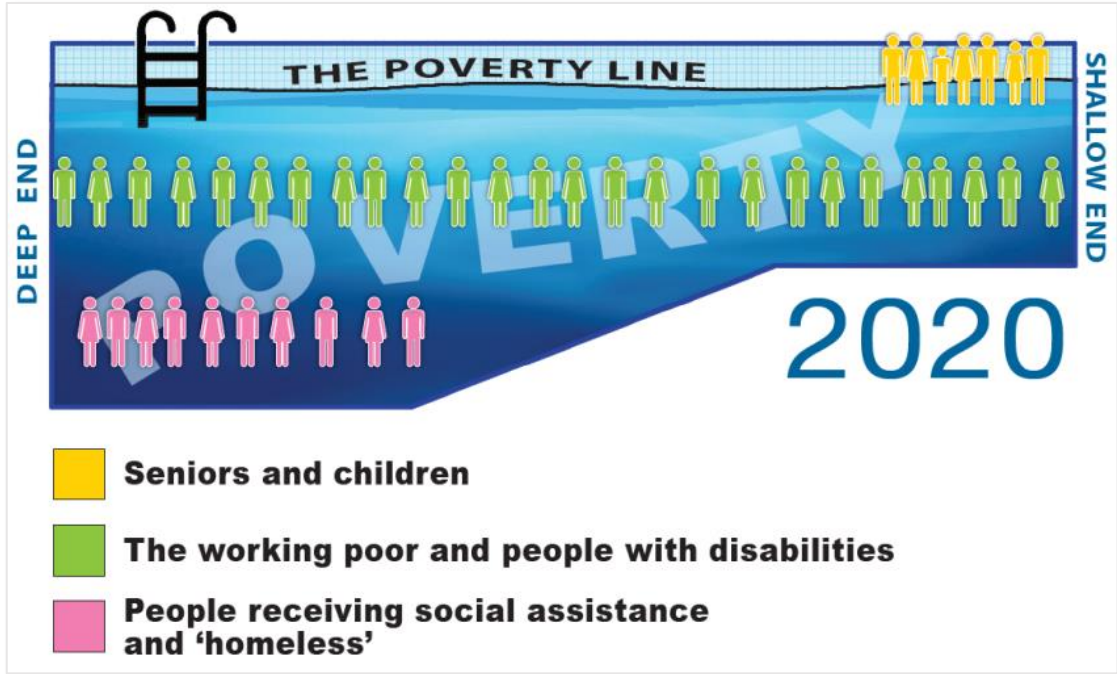 THE POVERTY LINE
DEEP END
POVERTY
SHALLOW END
2020
Seniors and children
The working poor and people with disabilities
People receiving social assistance
and ‘homeless’